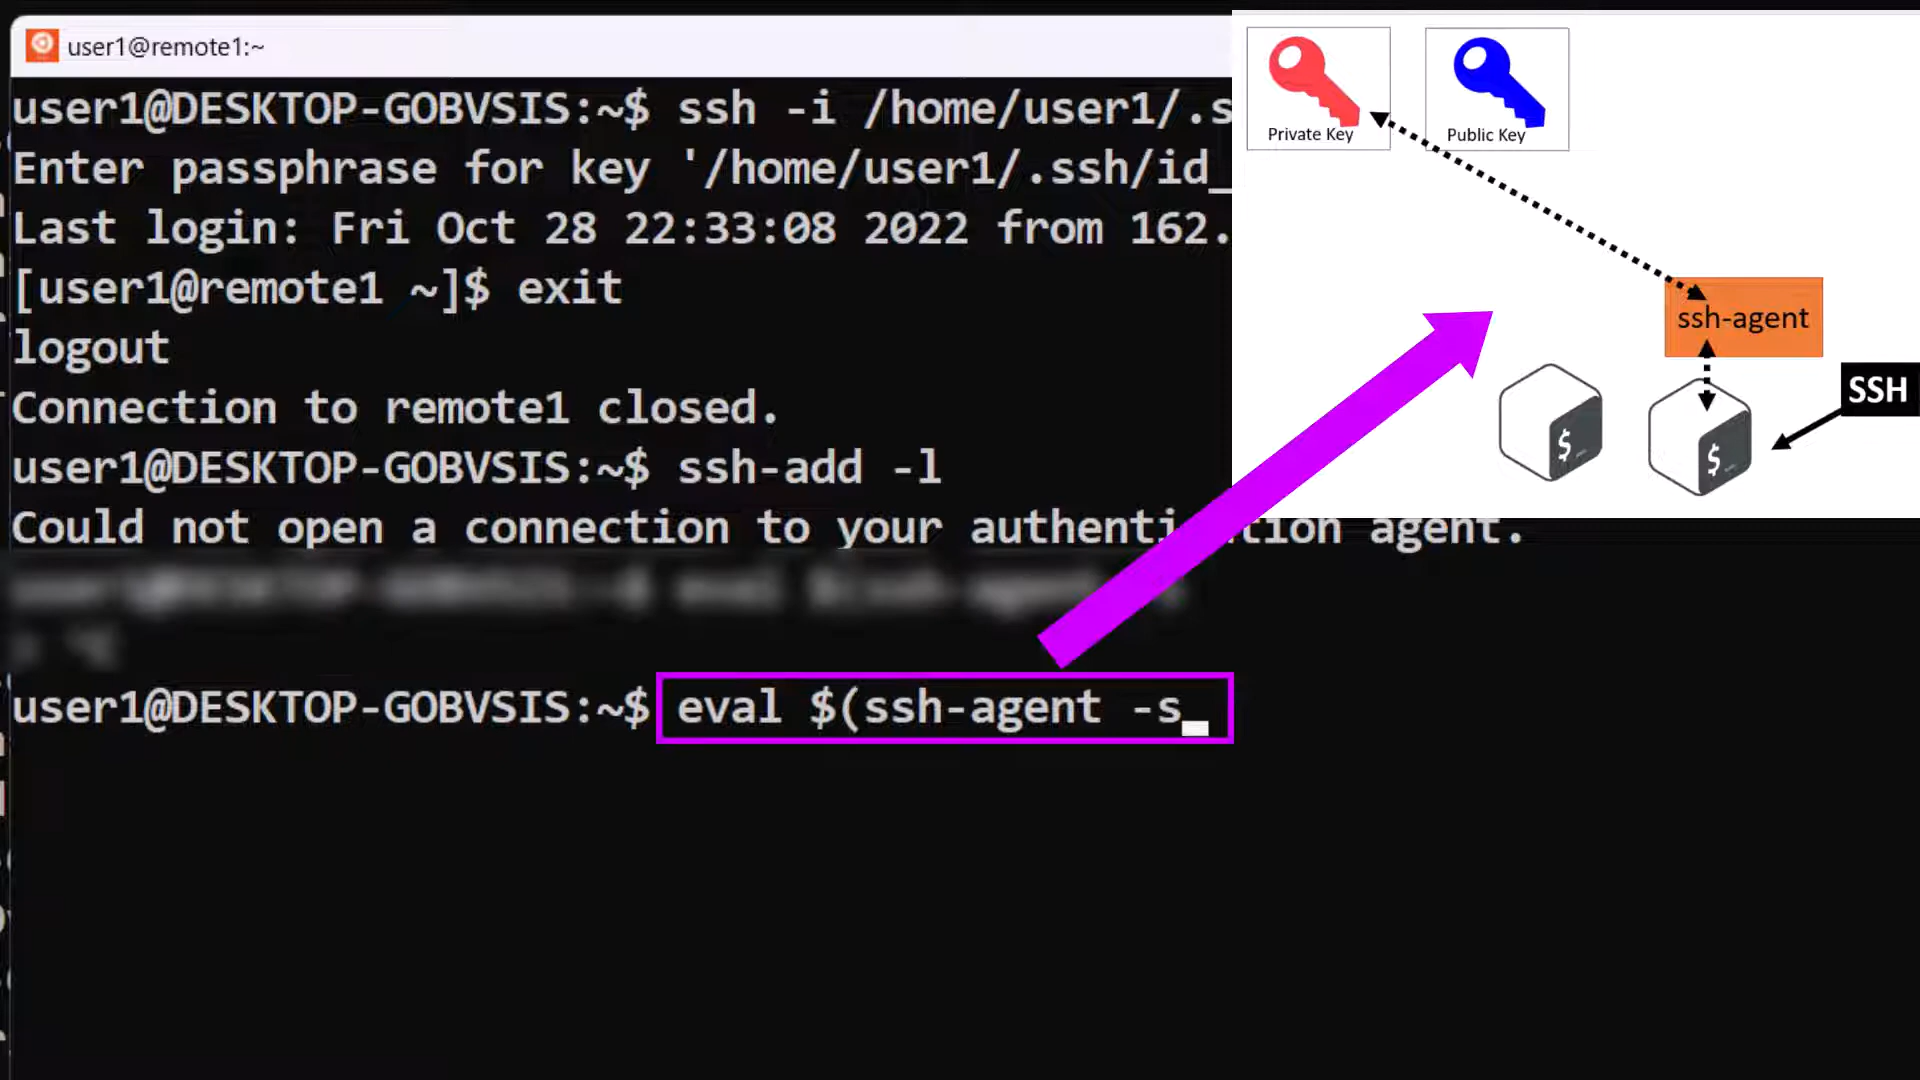 user1@remote1:~
user1@DESKTOP-GOBVSIS:~$ ssh -i /home/user1/.s
Enter passphrase for key '/home/user1/.ssh/id_
Last login: Fri Oct 28 22:33:08 2022 from 162.
[user1@remote1 ~]$ exit
logout
Connection to remote1 closed.
user1@DESKTOP-GOBVSIS:~$ ssh-add -l
Could not open a connection to your agent.
user1@DESKTOP-GOBVSIS:~$ eval $(ssh-agent -s
Private Key
Public Key
ssh-agent
SSH
$
$